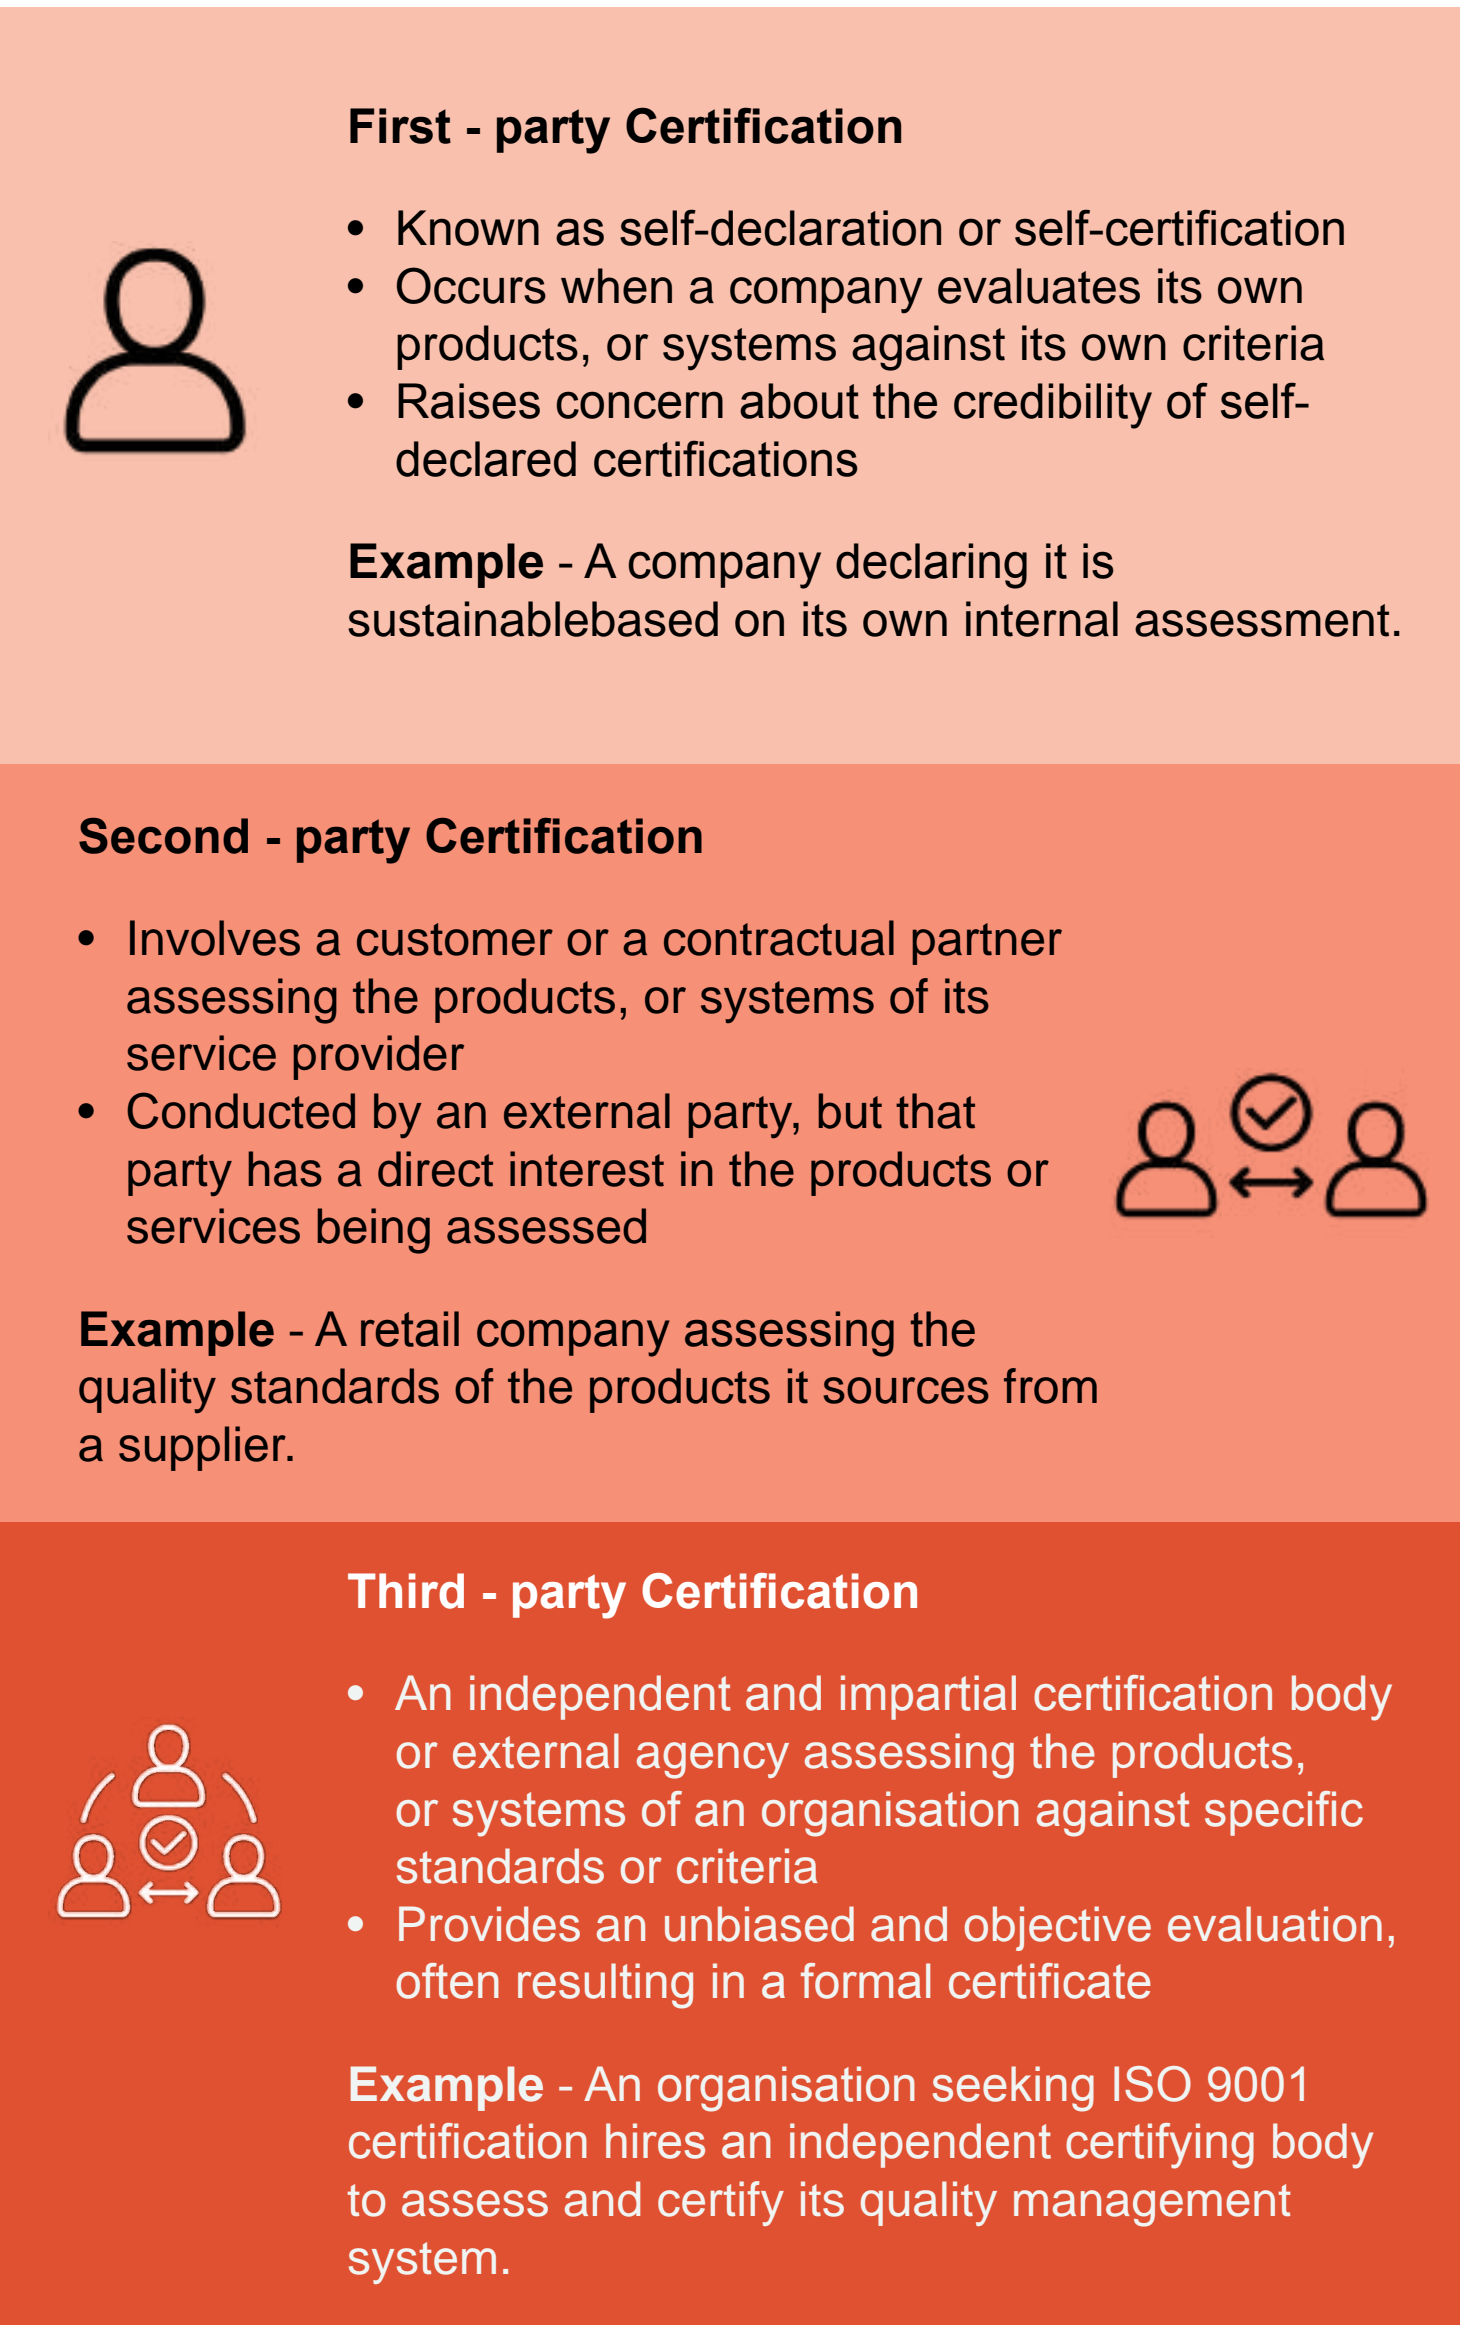 First - party Certification
• Known as self-declaration or self-certification
• Occurs when a company evaluates its own
products, or systems against its own criteria
• Raises concern about the credibility of self-
declared certifications
Example - A company declaring it is
sustainablebased on its own internal assessment.
Second - party Certification
• Involves a customer or a contractual partner
assessing the products, or systems of its
service provider
• Conducted by an external party, but that
party has a direct interest in the products or
services being assessed
Example - A retail company assessing the
quality standards of the products it sources from
a supplier.
Third - party Certification
• An independent and impartial certification body
or external agency assessing the products,
or systems of an organisation against specific
standards or criteria
• Provides an unbiased and objective evaluation,
often resulting in a formal certificate
Example - An organisation seeking ISO 9001
certification hires an independent certifying body
to assess and certify its quality management
system.